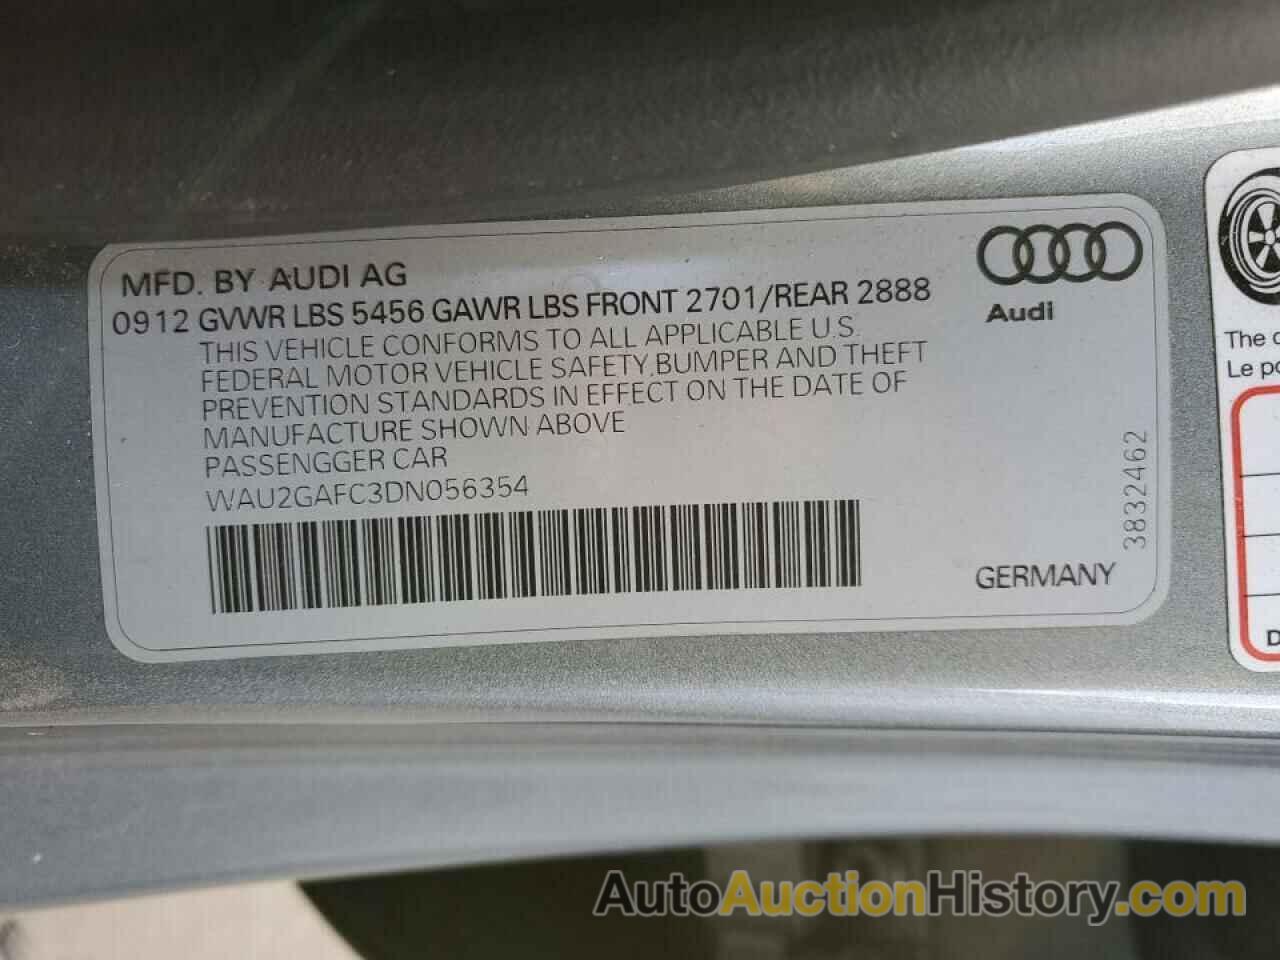 MFD. BY AUDI AG
0912 GVWR LBS 5456 GAWR LBS FRONT 2701/REAR 2888
THIS VEHICLE CONFORMS TO ALL APPLICABLE U.S.
FEDERAL MOTOR VEHICLE SAFETY,BUMPER AND THEFT
PREVENTION STANDARDS IN EFFECT ON THE DATE OF
MANUFACTURE SHOWN ABOVE
PASSENGGER CAR
WAU2GAFC3DN056354
Audi
3832462
GERMANY
The
Le
AutoAuctionHistory.com